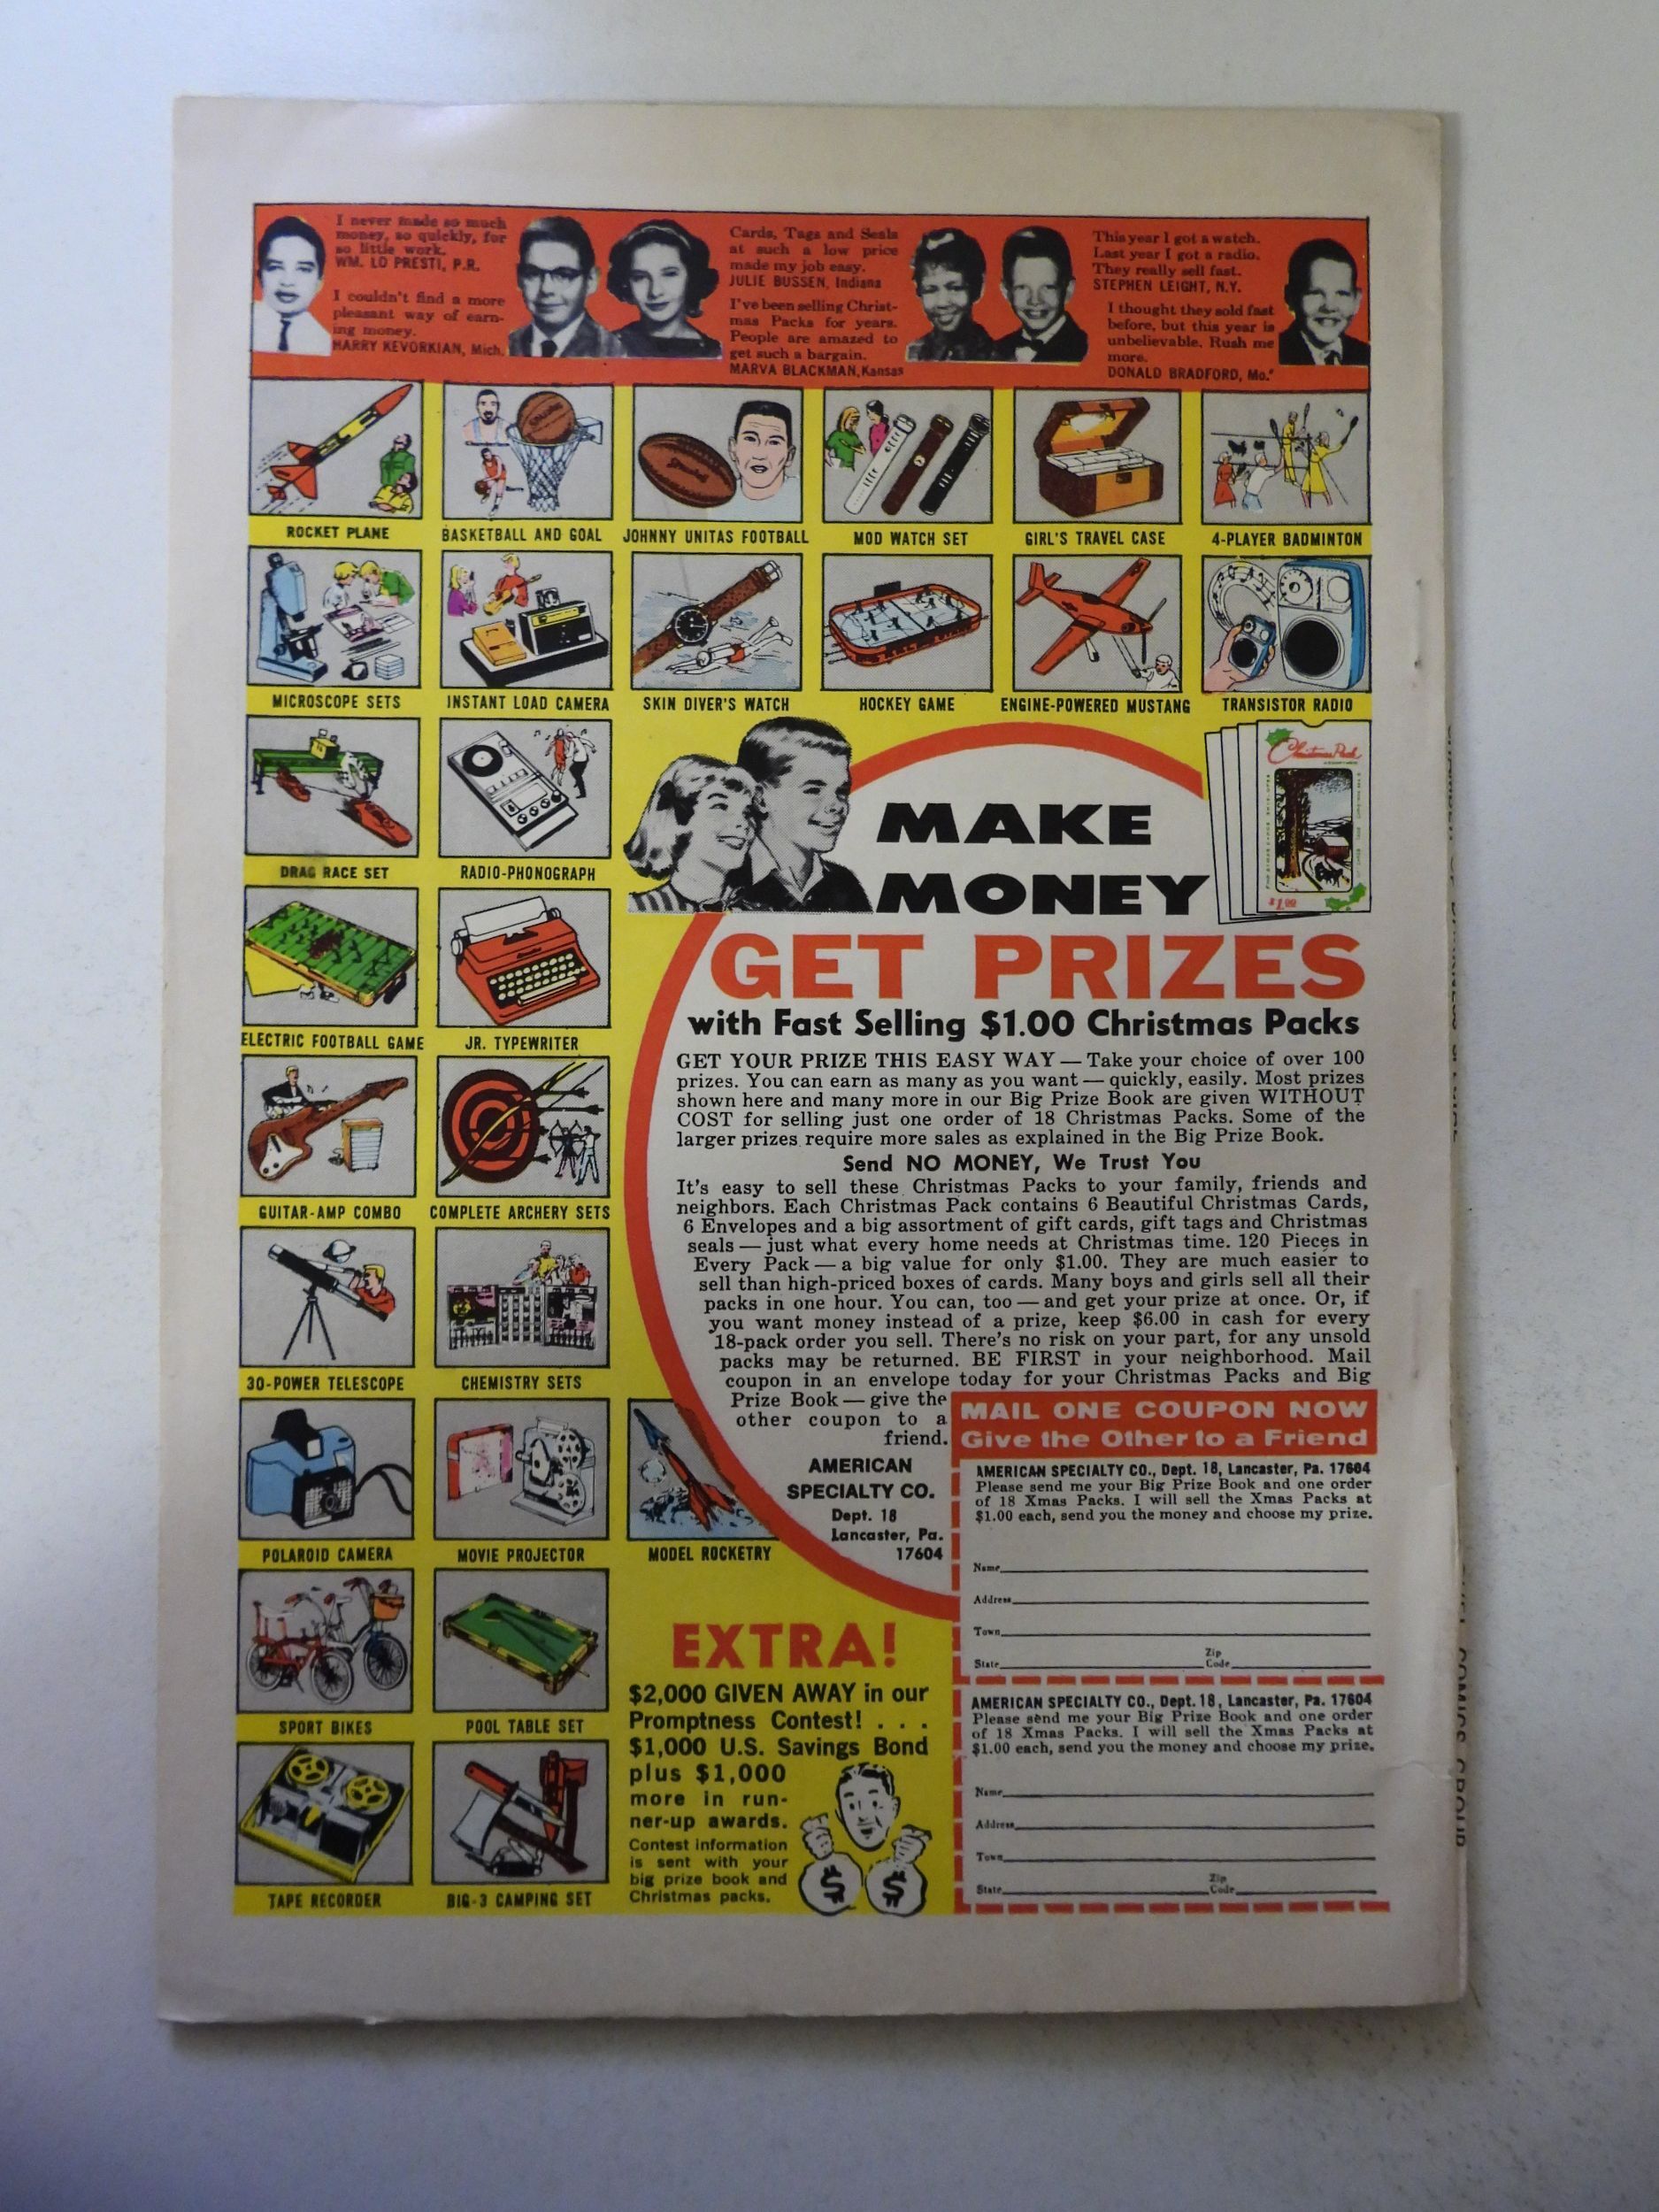 I never made so much
money, so quickly, for
so little work.
WM. LO PRESTI, P.R.
I couldn't find a more
pleasant way of earn-
ing money.
HARRY KEVORKIAN, Mich.
Cards, Tags and Seals
at such a low price
made my job easy.
JULIE BUSSEN, Indiana
I've been selling Christ-
mas Packs for years.
People are amazed to
get such a bargain.
MARVA BLACKMAN, Kansas
This year I got a watch.
Last year I got a radio.
They really sell fast.
STEPHEN LEIGHT, N.Y.
I thought they sold fast
before, but this year is
unbelievable. Rush me
more.
DONALD BRADFORD, Mo.
ROCKET PLANE
BASKETBALL AND GOAL
JOHNNY UNITAS FOOTBALL
MOD WATCH SET
GIRL'S TRAVEL CASE
4-PLAYER BADMINTON
MICROSCOPE SETS
INSTANT LOAD CAMERA
SKIN DIVER'S WATCH
HOCKEY GAME
ENGINE-POWERED MUSTANG
TRANSISTOR RADIO
DRAG RACE SET
RADIO-PHONOGRAPH
ELECTRIC FOOTBALL GAME
JR. TYPEWRITER
GUITAR-AMP COMBO
COMPLETE ARCHERY SETS
30-POWER TELESCOPE
CHEMISTRY SETS
POLAROID CAMERA
MOVIE PROJECTOR
MODEL ROCKETRY
SPORT BIKES
POOL TABLE SET
TAPE RECORDER
BIG-3 CAMPING SET
Christmas Pack
$1.00
MAKE
MONEY
GET PRIZES
with Fast Selling $1.00 Christmas Packs
GET YOUR PRIZE THIS EASY WAY — Take your choice of over 100
prizes. You can earn as many as you want — quickly, easily. Most prizes
shown here and many more in our Big Prize Book are given WITHOUT
COST for selling just one order of 18 Christmas Packs. Some of the
larger prizes require more sales as explained in the Big Prize Book.
Send NO MONEY, We Trust You
It's easy to sell these Christmas Packs to your family, friends and
neighbors. Each Christmas Pack contains 6 Beautiful Christmas Cards,
6 Envelopes and a big assortment of gift cards, gift tags and Christmas
seals — just what every home needs at Christmas time. 120 Pieces in
Every Pack — a big value for only $1.00. They are much easier to
sell than high-priced boxes of cards. Many boys and girls sell all their
packs in one hour. You can, too — and get your prize at once. Or, if
you want money instead of a prize, keep $6.00 in cash for every
18-pack order you sell. There's no risk on your part, for any unsold
packs may be returned. BE FIRST in your neighborhood. Mail
coupon in an envelope today for your Christmas Packs and Big
Prize Book — give the
other coupon to a
friend.
AMERICAN
SPECIALTY CO.
Dept. 18
Lancaster, Pa.
17604
MAIL ONE COUPON NOW
Give the Other to a Friend
AMERICAN SPECIALTY CO., Dept. 18, Lancaster, Pa. 17604
Please send me your Big Prize Book and one order
of 18 Xmas Packs. I will sell the Xmas Packs at
$1.00 each, send you the money and choose my prize.
Name
Address
Town
State Zip Code
AMERICAN SPECIALTY CO., Dept. 18, Lancaster, Pa. 17604
Please send me your Big Prize Book and one order
of 18 Xmas Packs. I will sell the Xmas Packs at
$1.00 each, send you the money and choose my prize.
Name
Address
Town
State Zip Code
EXTRA!
$2,000 GIVEN AWAY in our
Promptness Contest! . . .
$1,000 U.S. Savings Bond
plus $1,000
more in run-
ner-up awards.
Contest information
is sent with your
big prize book and
Christmas packs.
$ $